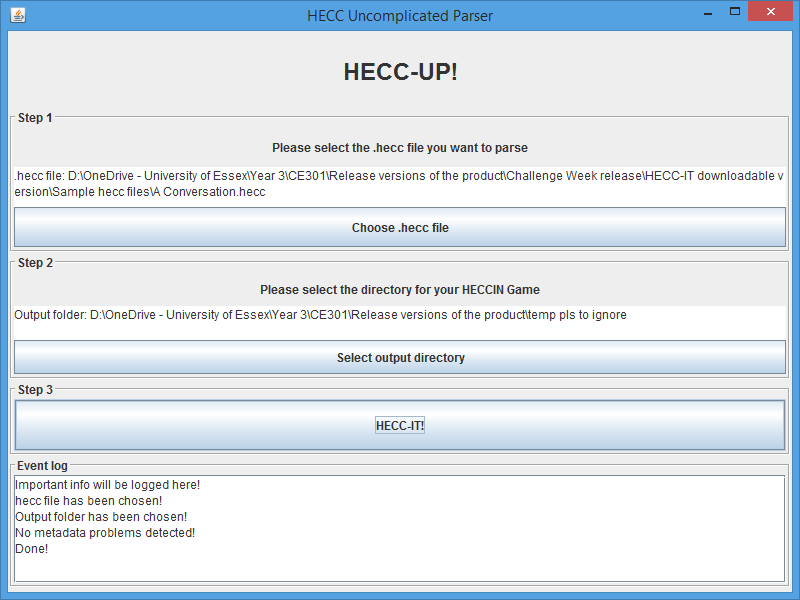 HECC Uncomplicated Parser
HECC-UP!
Step 1
Please select the .hecc file you want to parse
.hecc file: D:\OneDrive - University of Essex\Year 3\CE301\Release versions of the product\Challenge Week release\HECC-IT downloadable v
ersion\Sample hecc files\A Conversation.hecc
Choose .hecc file
Step 2
Please select the directory for your HECCIN Game
Output folder: D:\OneDrive - University of Essex\Year 3\CE301\Release versions of the product\temp pls to ignore
Select output directory
Step 3
HECC-IT!
Event log
Important info will be logged here!
hecc file has been chosen!
Output folder has been chosen!
No metadata problems detected!
Done!